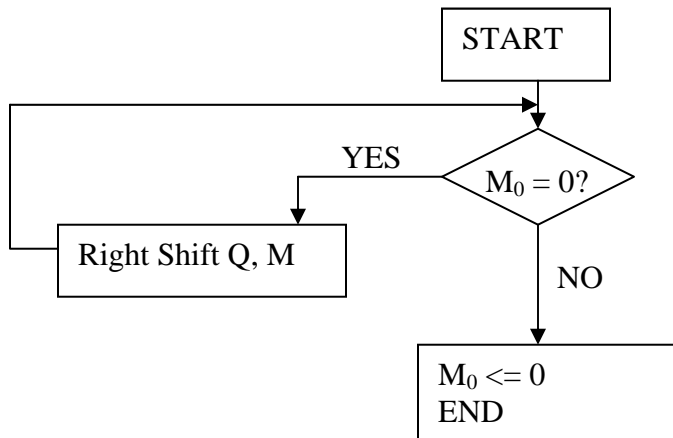 START
YES
M₀ = 0?
Right Shift Q, M
NO
M₀ <= 0
END